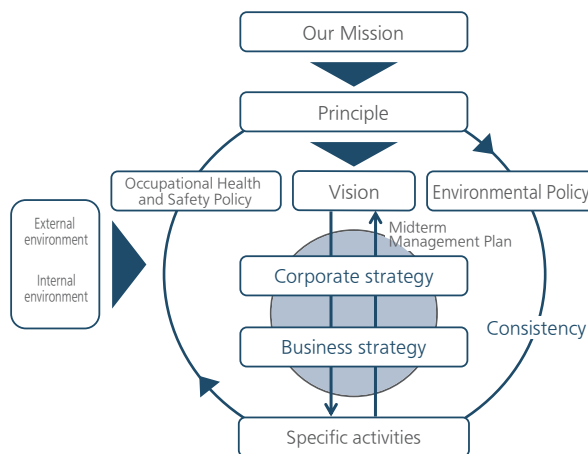 Our Mission
Principle
Occupational Health
and Safety Policy
Vision
Environmental Policy
External
environment
Internal
environment
Midterm
Management Plan
Corporate strategy
Business strategy
Consistency
Specific activities